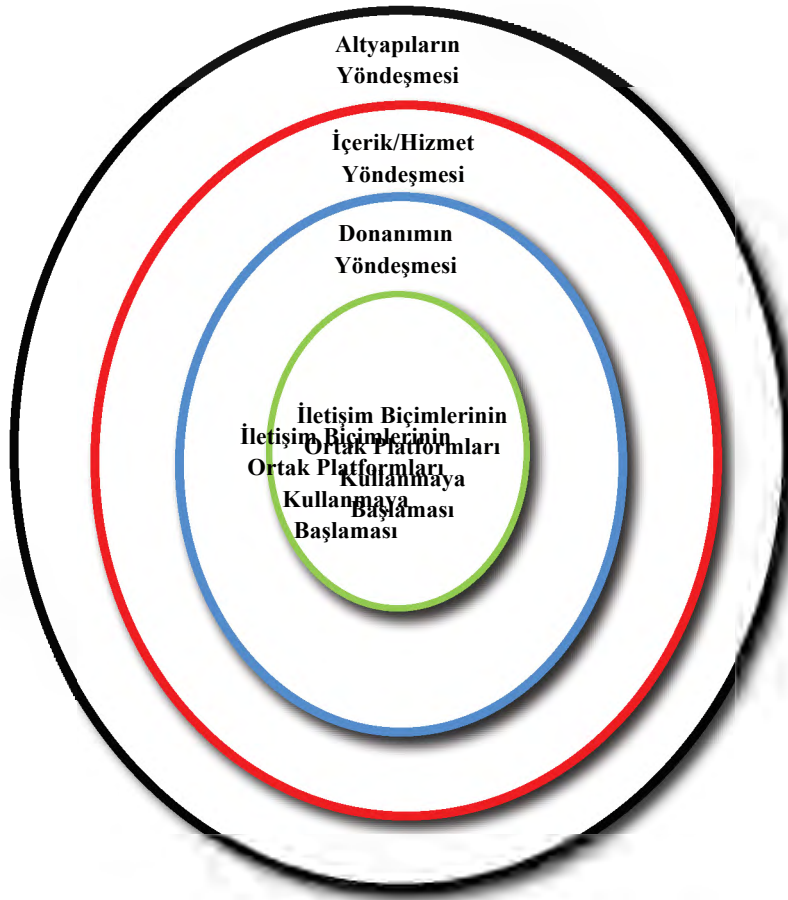 Altyapıların
Yöndeşmesi
İçerik/Hizmet
Yöndeşmesi
Donanımın
Yöndeşmesi
İletişim Biçimlerinin
Ortak Platformları
Kullanmaya
Başlaması
İletişim Biçimlerinin
Ortak Platformları
Kullanmaya
Başlaması